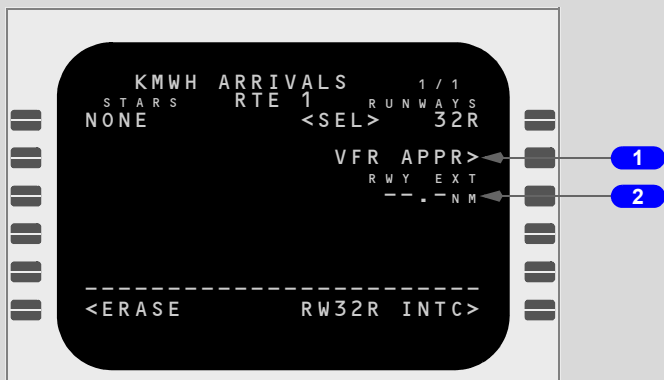 KMWH ARRIVALS 1/1
STARS RTE 1 RUNWAYS
NONE <SEL> 32R
VFR APPR> 1
RWY EXT
--.-NM 2
------------------------
<ERASE RW32R INTC>